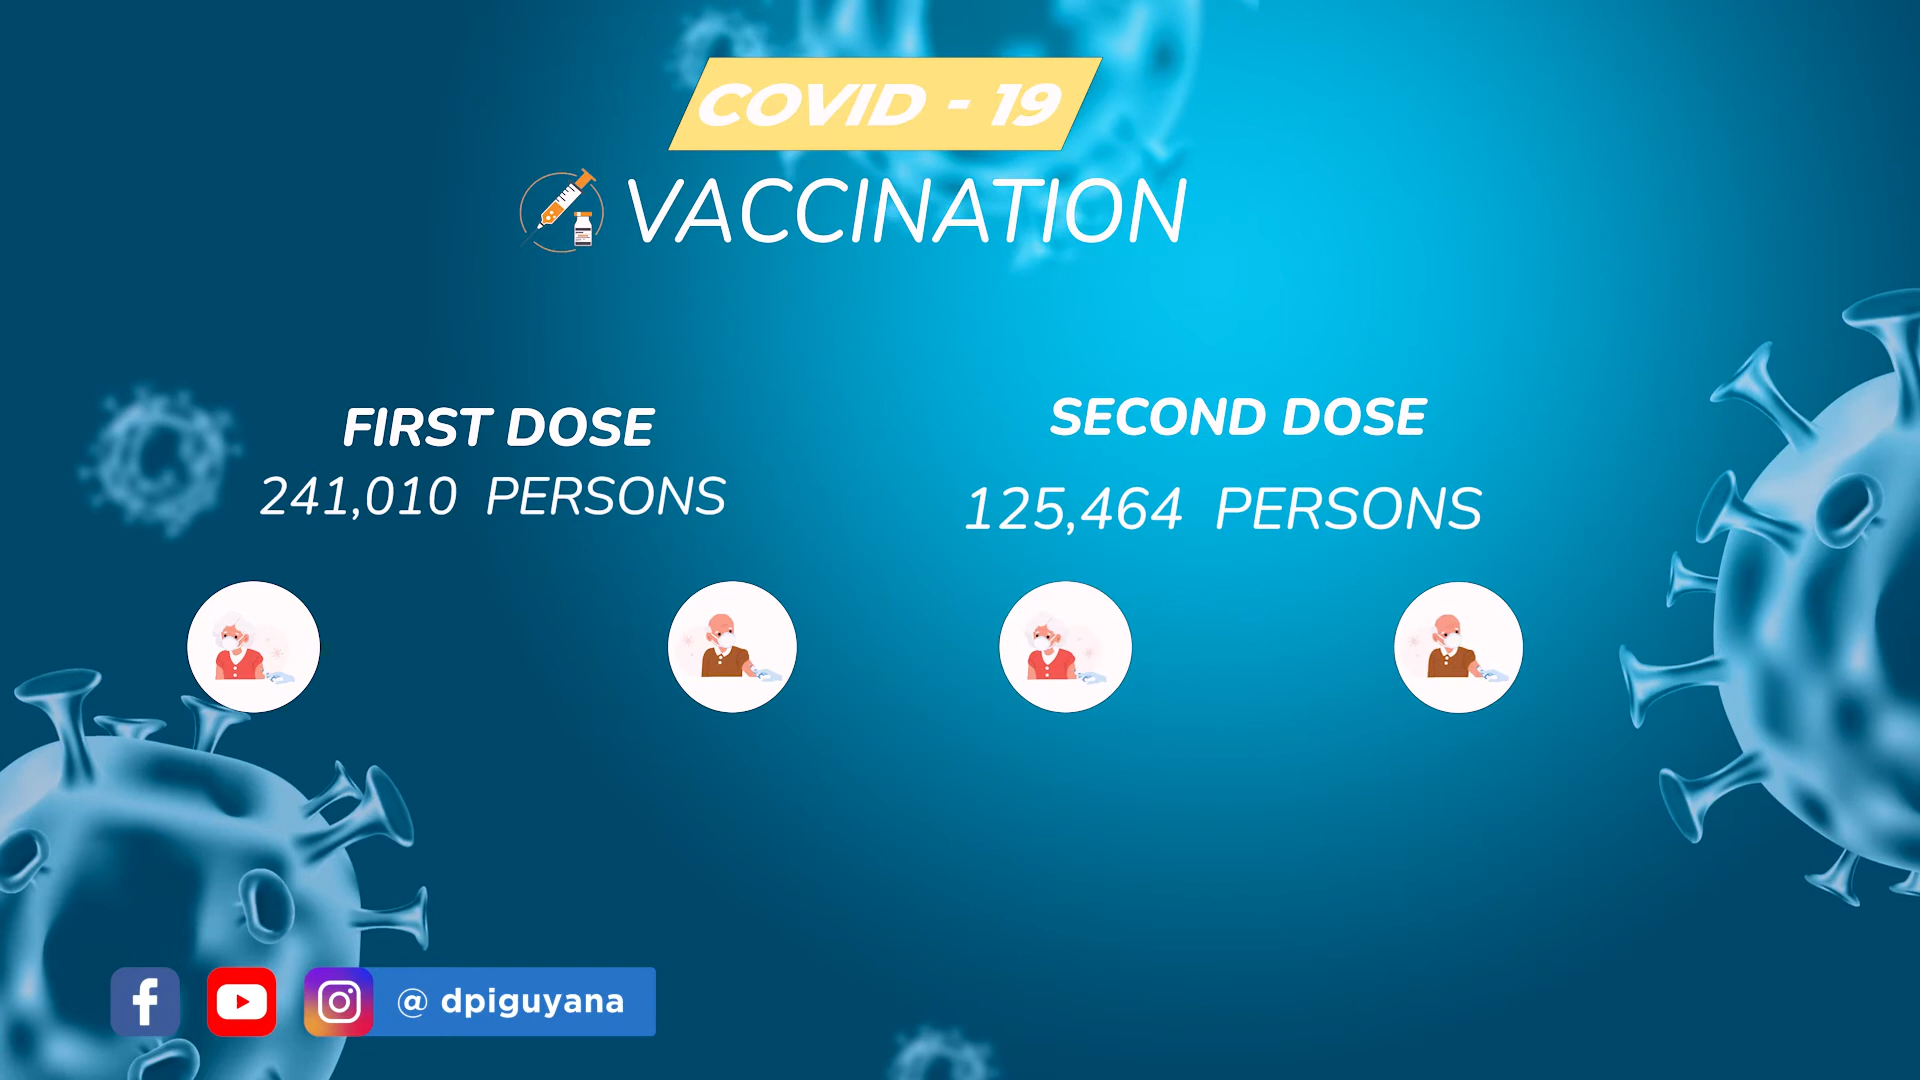 COVID - 19
VACCINATION
FIRST DOSE
241,010 PERSONS
SECOND DOSE
125,464 PERSONS
@ dpiguyana